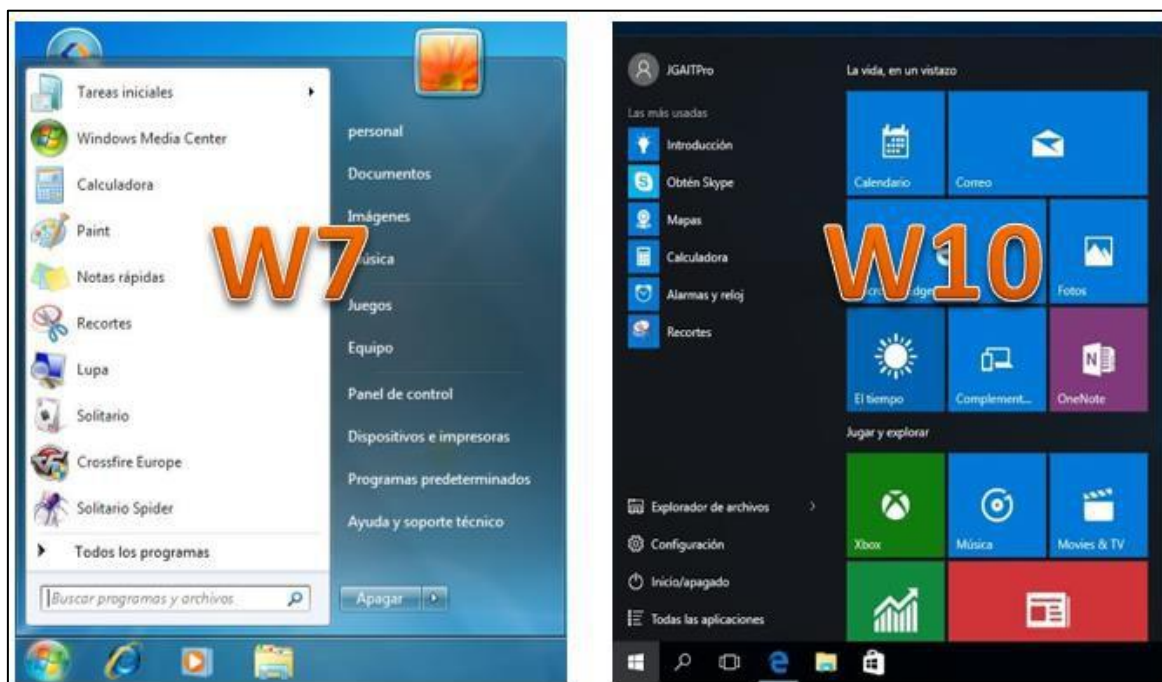 Tareas iniciales
Windows Media Center
Calculadora
Paint
Notas rápidas
Recortes
Lupa
Solitario
Crossfire Europe
Solitario Spider
Todos los programas
Buscar programas y archivos
personal
Documentos
Imágenes
Música
Juegos
Equipo
Panel de control
Dispositivos e impresoras
Programas predeterminados
Ayuda y soporte técnico
Apagar
W7
JGAITPro
Las más usadas
Introducción
Obtén Skype
Mapas
Calculadora
Alarmas y reloj
Recortes
Explorador de archivos
Configuración
Inicio/apagado
Todas las aplicaciones
La vida, en un vistazo
Calendario
Correo
Fotos
El tiempo
Complement...
OneNote
Jugar y explorar
Xbox
Música
Movies & TV
W10